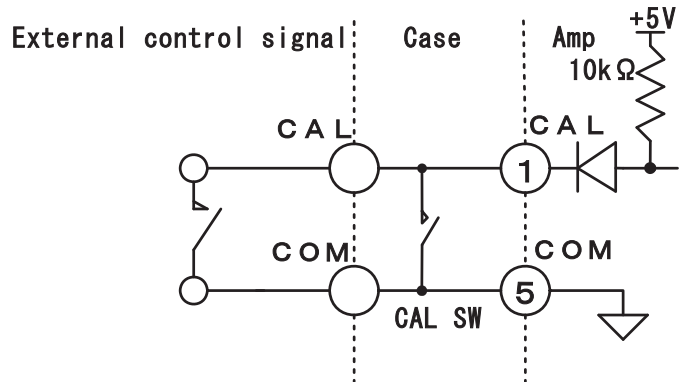 +5V
External control signal Case Amp
10kΩ
CAL CAL
1
COM COM
5
CAL SW